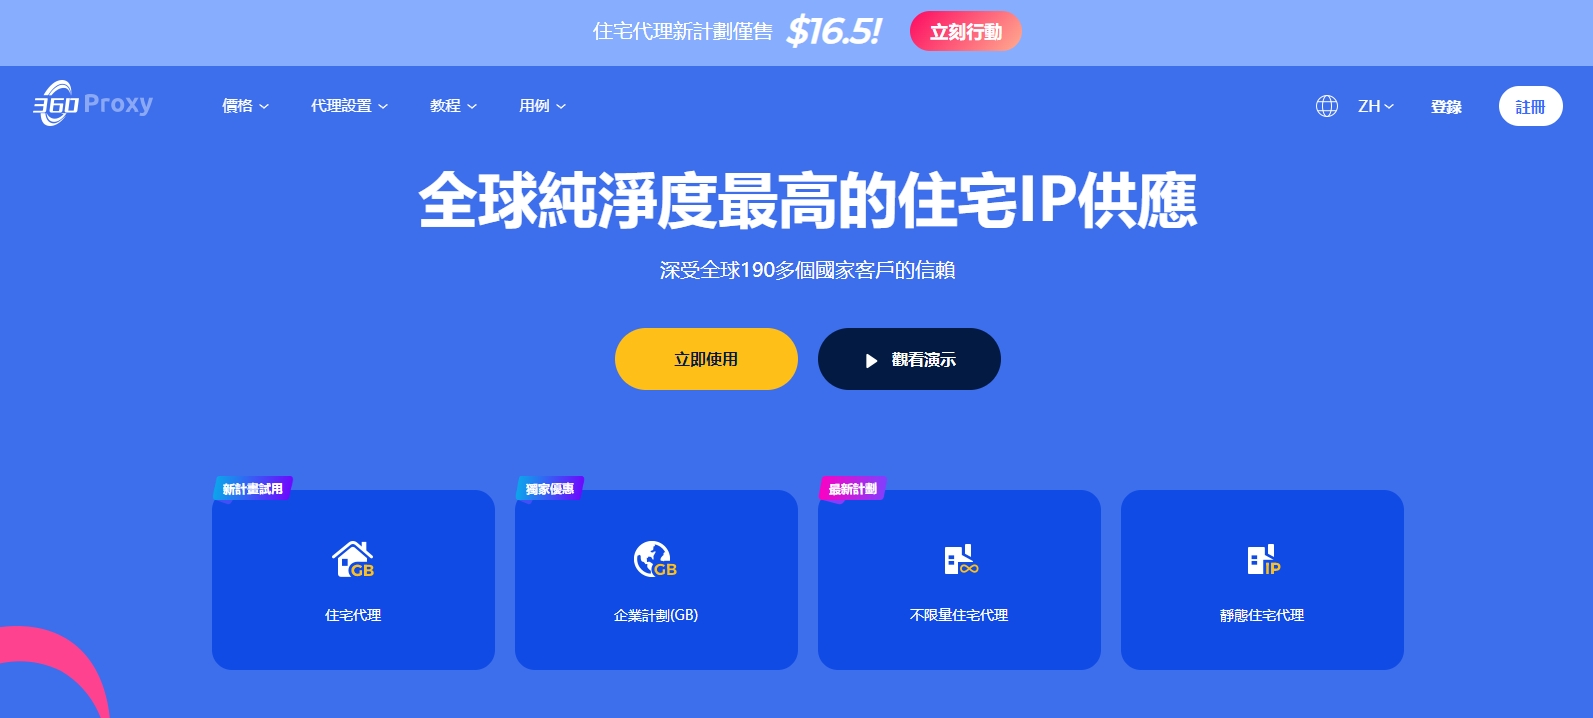 住宅代理新計劃僅售 $16.5! 立刻行動
360 Proxy 價格 代理設置 教程 用例 ZH 登錄 註冊
全球純淨度最高的住宅IP供應
深受全球190多個國家客戶的信賴
立即使用 觀看演示
新計畫試用 獨家優惠 最新計劃
GB GB ∞ IP
住宅代理 企業計劃(GB) 不限量住宅代理 靜態住宅代理